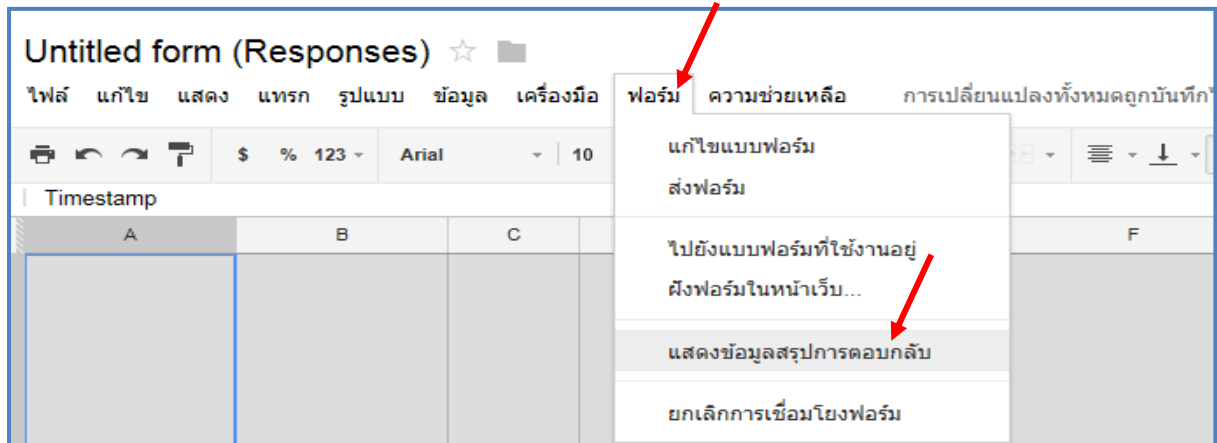 Untitled form (Responses)
ไฟล์ แก้ไข แสดง แทรก รูปแบบ ข้อมูล เครื่องมือ ฟอร์ม ความช่วยเหลือ การเปลี่ยนแปลงทั้งหมดถูกบันทึก
$ % 123 Arial 10
แก้ไขแบบฟอร์ม
ส่งฟอร์ม
Timestamp
A B C F
ไปยังแบบฟอร์มที่ใช้งานอยู่
ฝังฟอร์มในหน้าเว็บ...
แสดงข้อมูลสรุปการตอบกลับ
ยกเลิกการเชื่อมโยงฟอร์ม